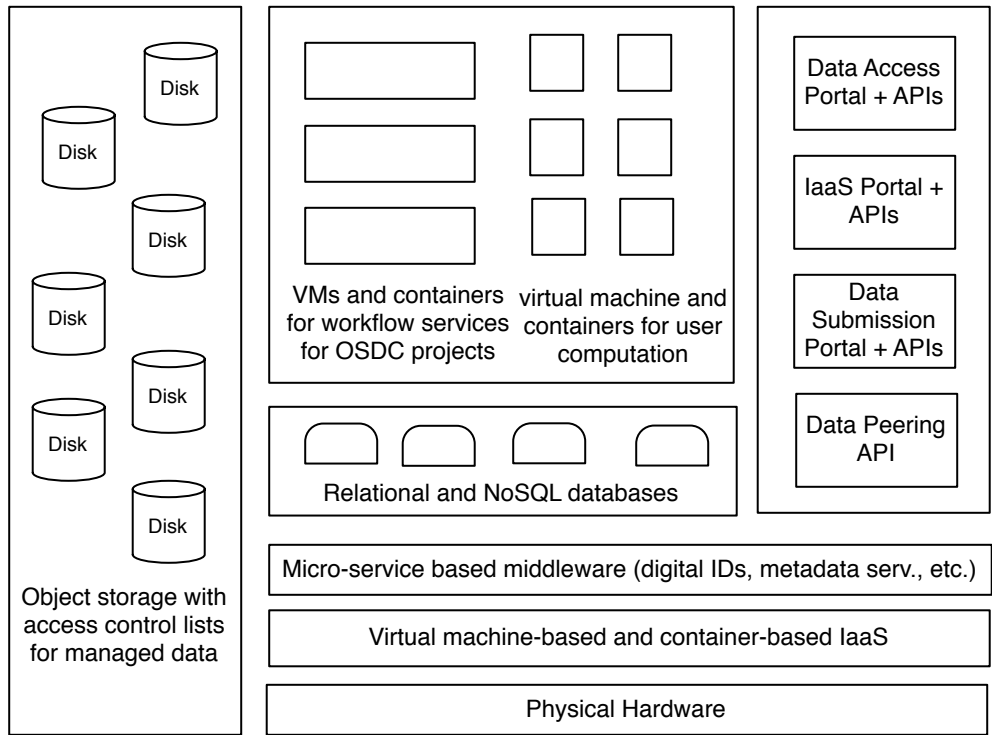 Disk
Disk
Disk
Disk
Disk
Disk
Disk
Object storage with
access control lists
for managed data
VMs and containers
for workflow services
for OSDC projects
virtual machine and
containers for user
computation
Relational and NoSQL databases
Data Access
Portal + APIs
IaaS Portal +
APIs
Data
Submission
Portal + APIs
Data Peering
API
Micro-service based middleware (digital IDs, metadata serv., etc.)
Virtual machine-based and container-based IaaS
Physical Hardware